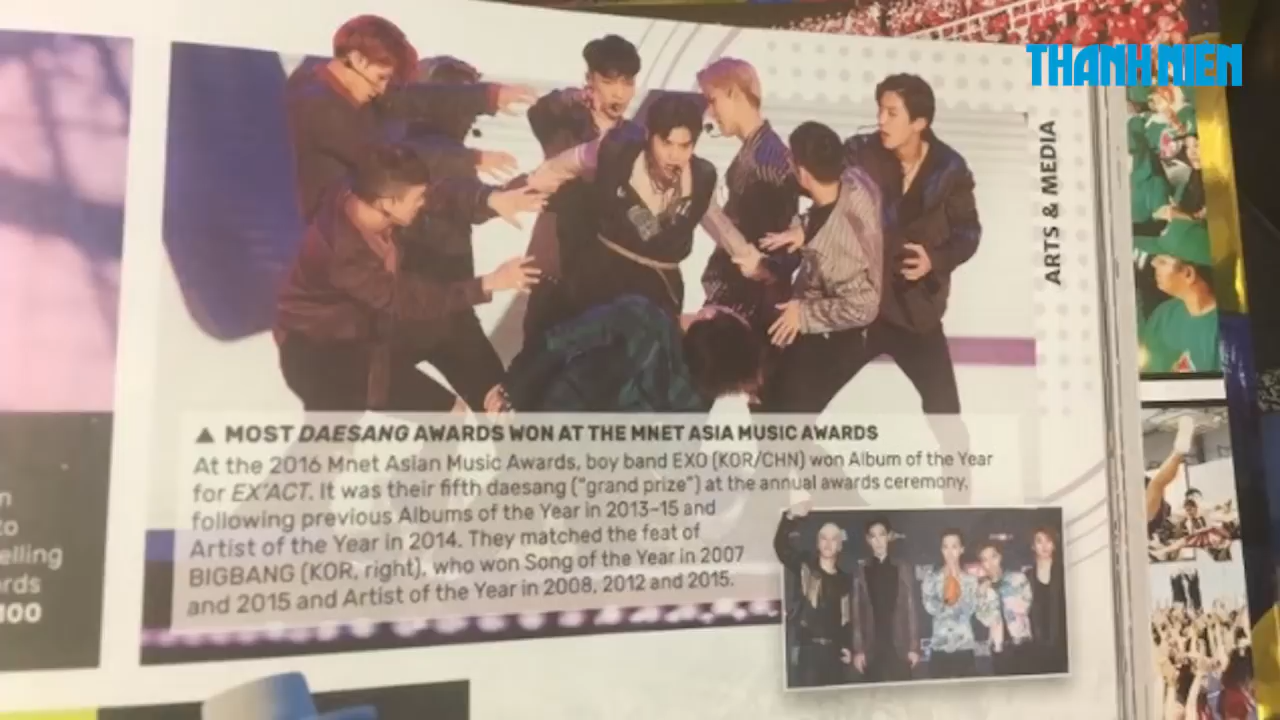 THANH NIÊN
ARTS & MEDIA
▲ MOST DAESANG AWARDS WON AT THE MNET ASIA MUSIC AWARDS
At the 2016 Mnet Asian Music Awards, boy band EXO (KOR/CHN) won Album of the Year
for EX'ACT. It was their fifth daesang ("grand prize") at the annual awards ceremony,
following previous Albums of the Year in 2013–15 and
Artist of the Year in 2014. They matched the feat of
BIGBANG (KOR, right), who won Song of the Year in 2007
and 2015 and Artist of the Year in 2008, 2012 and 2015.
n
to
elling
rds
100